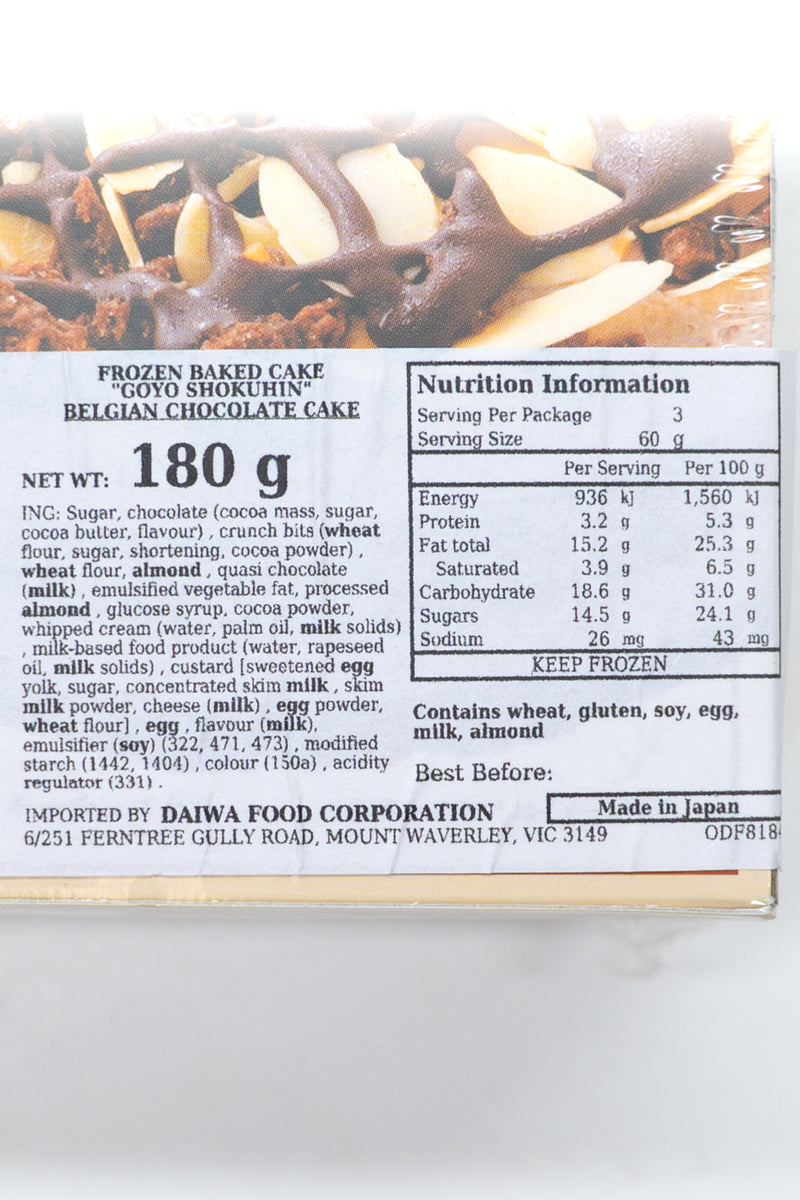 FROZEN BAKED CAKE
"GOYO SHOKUHIN"
BELGIAN CHOCOLATE CAKE
NET WT: 180 g
ING: Sugar, chocolate (cocoa mass, sugar,
cocoa butter, flavour) , crunch bits (wheat
flour, sugar, shortening, cocoa powder) ,
wheat flour, almond , quasi chocolate
(milk) , emulsified vegetable fat, processed
almond , glucose syrup, cocoa powder,
whipped cream (water, palm oil, milk solids)
, milk-based food product (water, rapeseed
oil, milk solids) , custard [sweetened egg
yolk, sugar, concentrated skim milk , skim
milk powder, cheese (milk) , egg powder,
wheat flour] , egg , flavour (milk),
emulsifier (soy) (322, 471, 473) , modified
starch (1442, 1404) , colour (150a) , acidity
regulator (331) .
Nutrition Information
Serving Per Package 3
Serving Size 60 g
Per Serving Per 100 g
Energy 936 kJ 1,560 kJ
Protein 3.2 g 5.3 g
Fat total 15.2 g 25.3 g
Saturated 3.9 g 6.5 g
Carbohydrate 18.6 g 31.0 g
Sugars 14.5 g 24.1 g
Sodium 26 mg 43 mg
KEEP FROZEN
Contains wheat, gluten, soy, egg,
milk, almond
Best Before:
IMPORTED BY DAIWA FOOD CORPORATION
Made in Japan
6/251 FERNTREE GULLY ROAD, MOUNT WAVERLEY, VIC 3149
ODF818